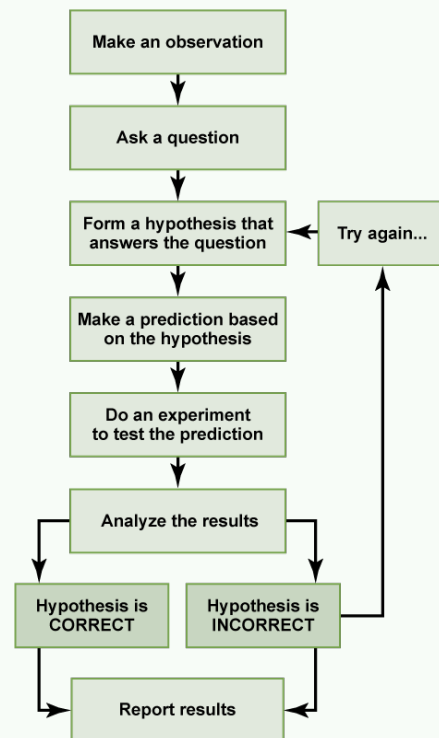 Make an observation
Ask a question
Form a hypothesis that
answers the question
Try again...
Make a prediction based
on the hypothesis
Do an experiment
to test the prediction
Analyze the results
Hypothesis is
CORRECT
Hypothesis is
INCORRECT
Report results